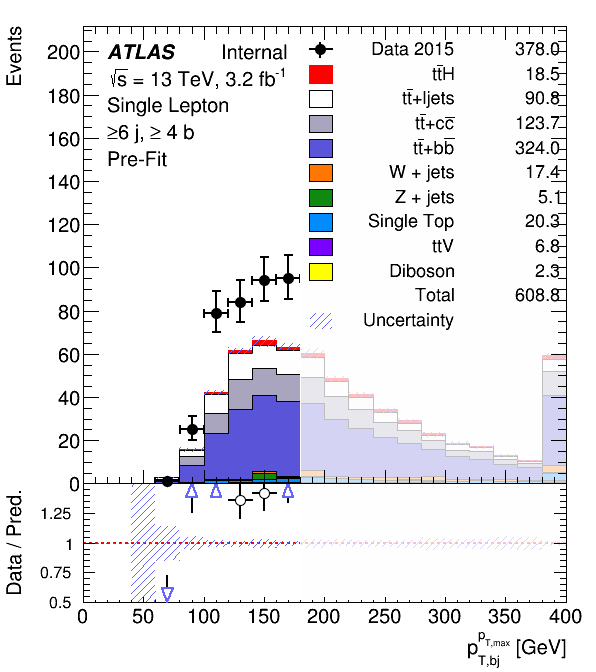 Events
ATLAS Internal
√s = 13 TeV, 3.2 fb⁻¹
Single Lepton
≥6 j, ≥ 4 b
Pre-Fit
Data 2015 378.0
tt̄H 18.5
tt̄+ljets 90.8
tt̄+cc̄ 123.7
tt̄+bb̄ 324.0
W + jets 17.4
Z + jets 5.1
Single Top 20.3
ttV 6.8
Diboson 2.3
Total 608.8
Uncertainty
200
180
160
140
120
100
80
60
40
20
0
Data / Pred.
1.25
1
0.75
0.5
0 50 100 150 200 250 300 350 400
p_{T,bj}^{p_{T,max}} [GeV]